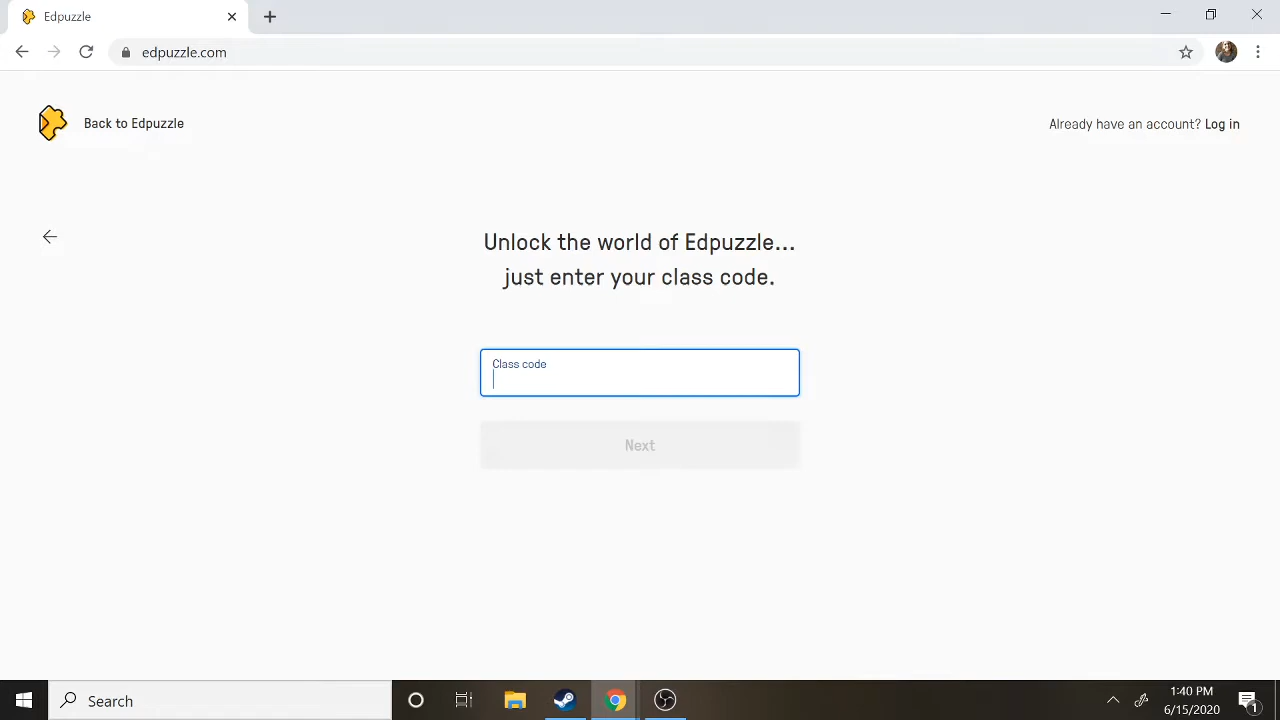 Edpuzzle
edpuzzle.com
Back to Edpuzzle
Already have an account? Log in
Unlock the world of Edpuzzle...
just enter your class code.
Class code
Next
Search
1:40 PM
6/15/2020
1